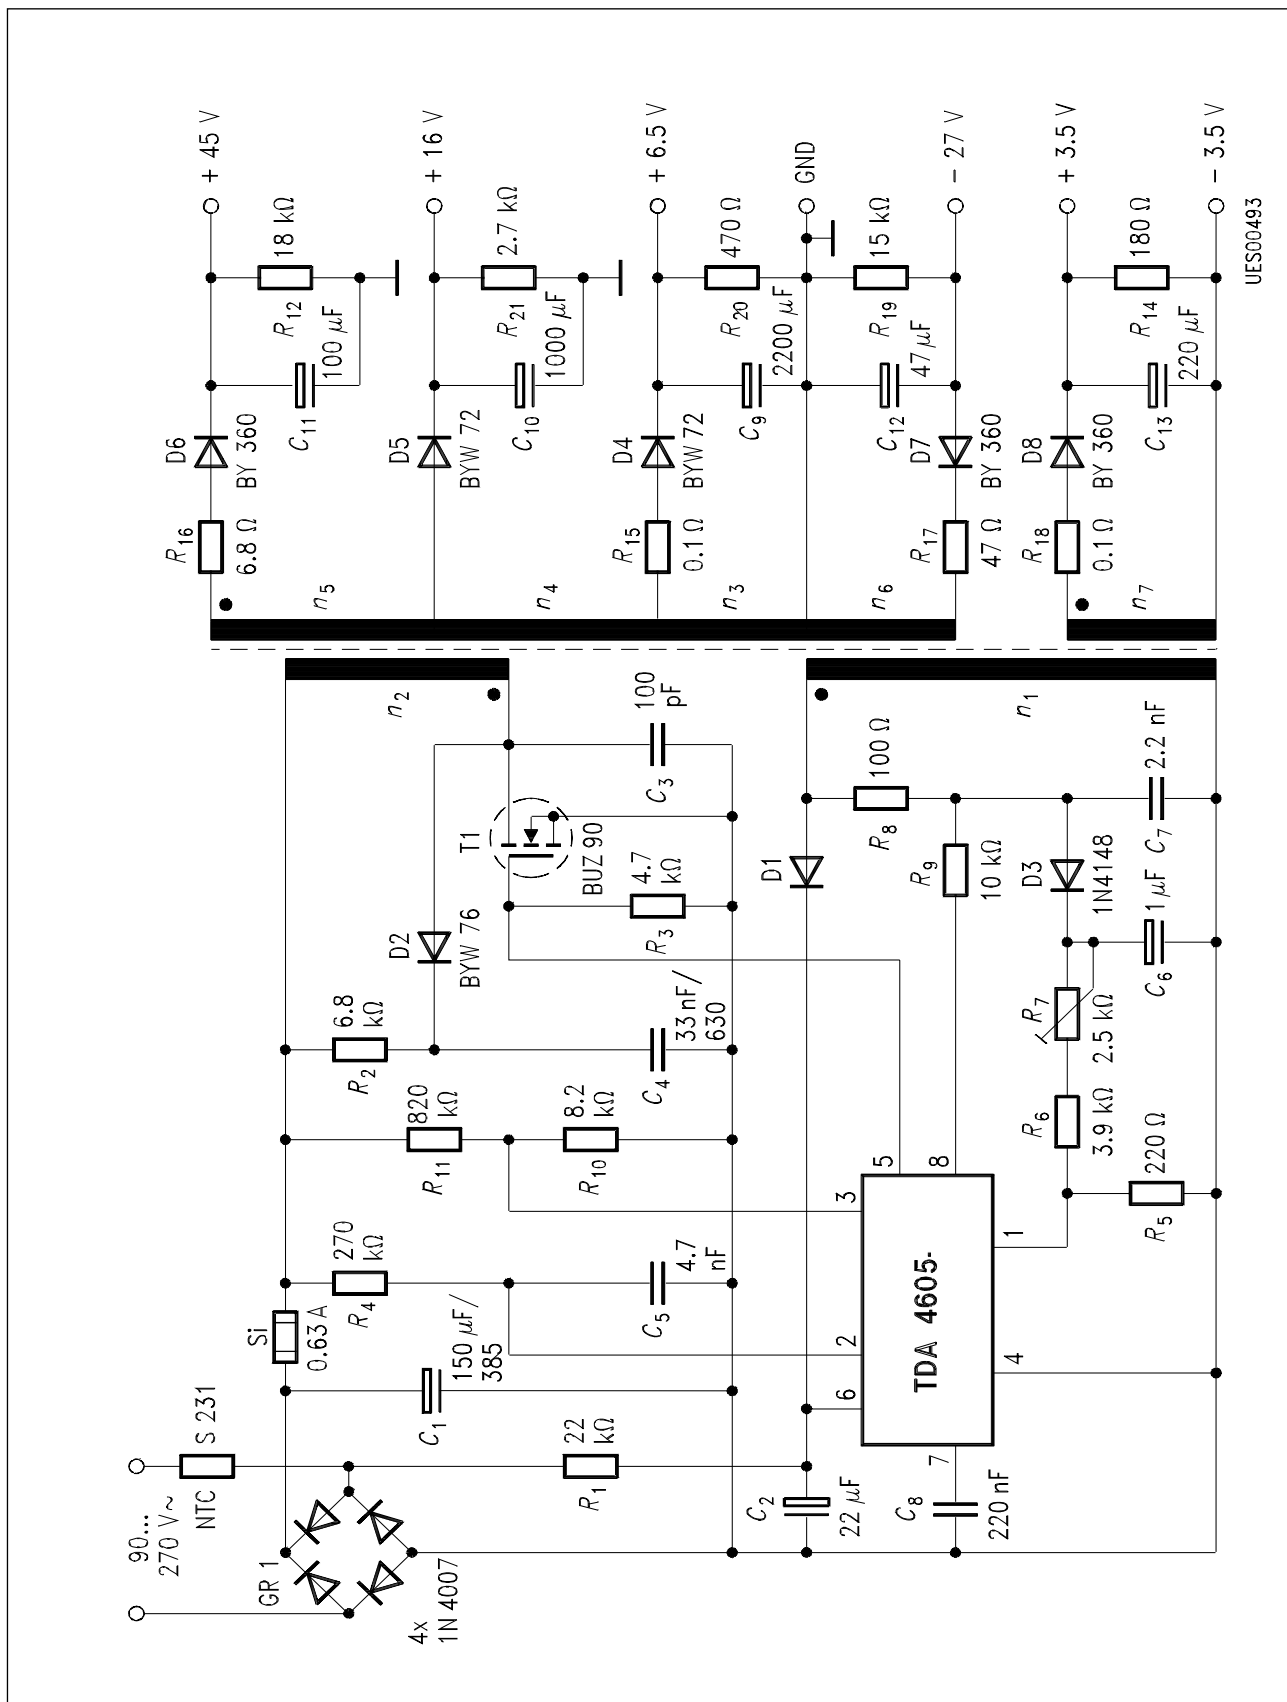 90...
270 V~
NTC
S 231
GR 1
4x
1N 4007
Si
0.63 A
C1
150 µF/
385
R1
22
kΩ
R4
270
kΩ
C5
4.7
nF
R11
820
kΩ
R10
8.2
kΩ
R2
6.8
kΩ
C4
33 nF/
630
D2
BYW 76
R3
4.7
kΩ
T1
BUZ 90
C3
100
pF
n2
C2
22 µF
C8
220 nF
TDA 4605-
6
2
3
5
8
7
4
1
D1
R8
100 Ω
R9
10 kΩ
D3
1N4148
C7
2.2 nF
C6
1 µF
R7
2.5 kΩ
R6
3.9 kΩ
R5
220 Ω
n1
n5
n4
n3
n6
n7
R16
6.8 Ω
D6
BY 360
C11
100 µF
R12
18 kΩ
+ 45 V
D5
BYW 72
C10
1000 µF
R21
2.7 kΩ
+ 16 V
R15
0.1 Ω
D4
BYW 72
C9
2200 µF
R20
470 Ω
+ 6.5 V
GND
R17
47 Ω
D7
BY 360
C12
47 µF
R19
15 kΩ
- 27 V
R18
0.1 Ω
D8
BY 360
C13
220 µF
R14
180 Ω
+ 3.5 V
- 3.5 V
UES00493